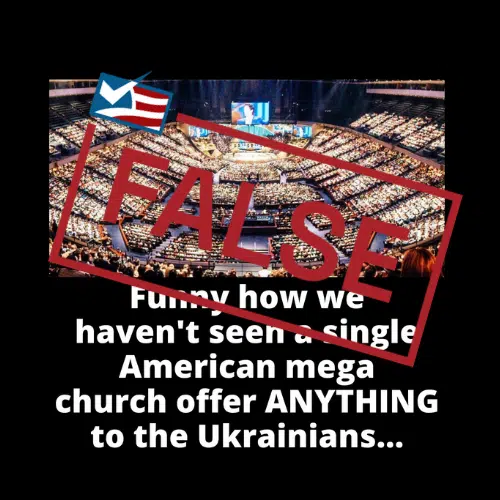 FALSE
Funny how we
haven't seen a single
American mega
church offer ANYTHING
to the Ukrainians...